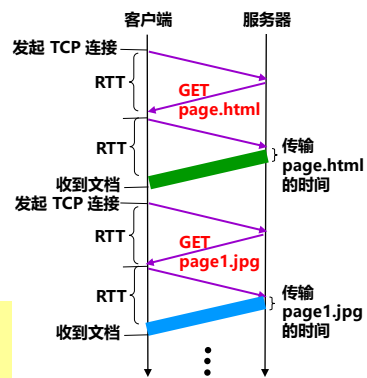 客户端
服务器
发起 TCP 连接
RTT
GET
page.html
RTT
传输
page.html
的时间
收到文档
发起 TCP 连接
RTT
GET
page1.jpg
RTT
传输
page1.jpg
的时间
收到文档